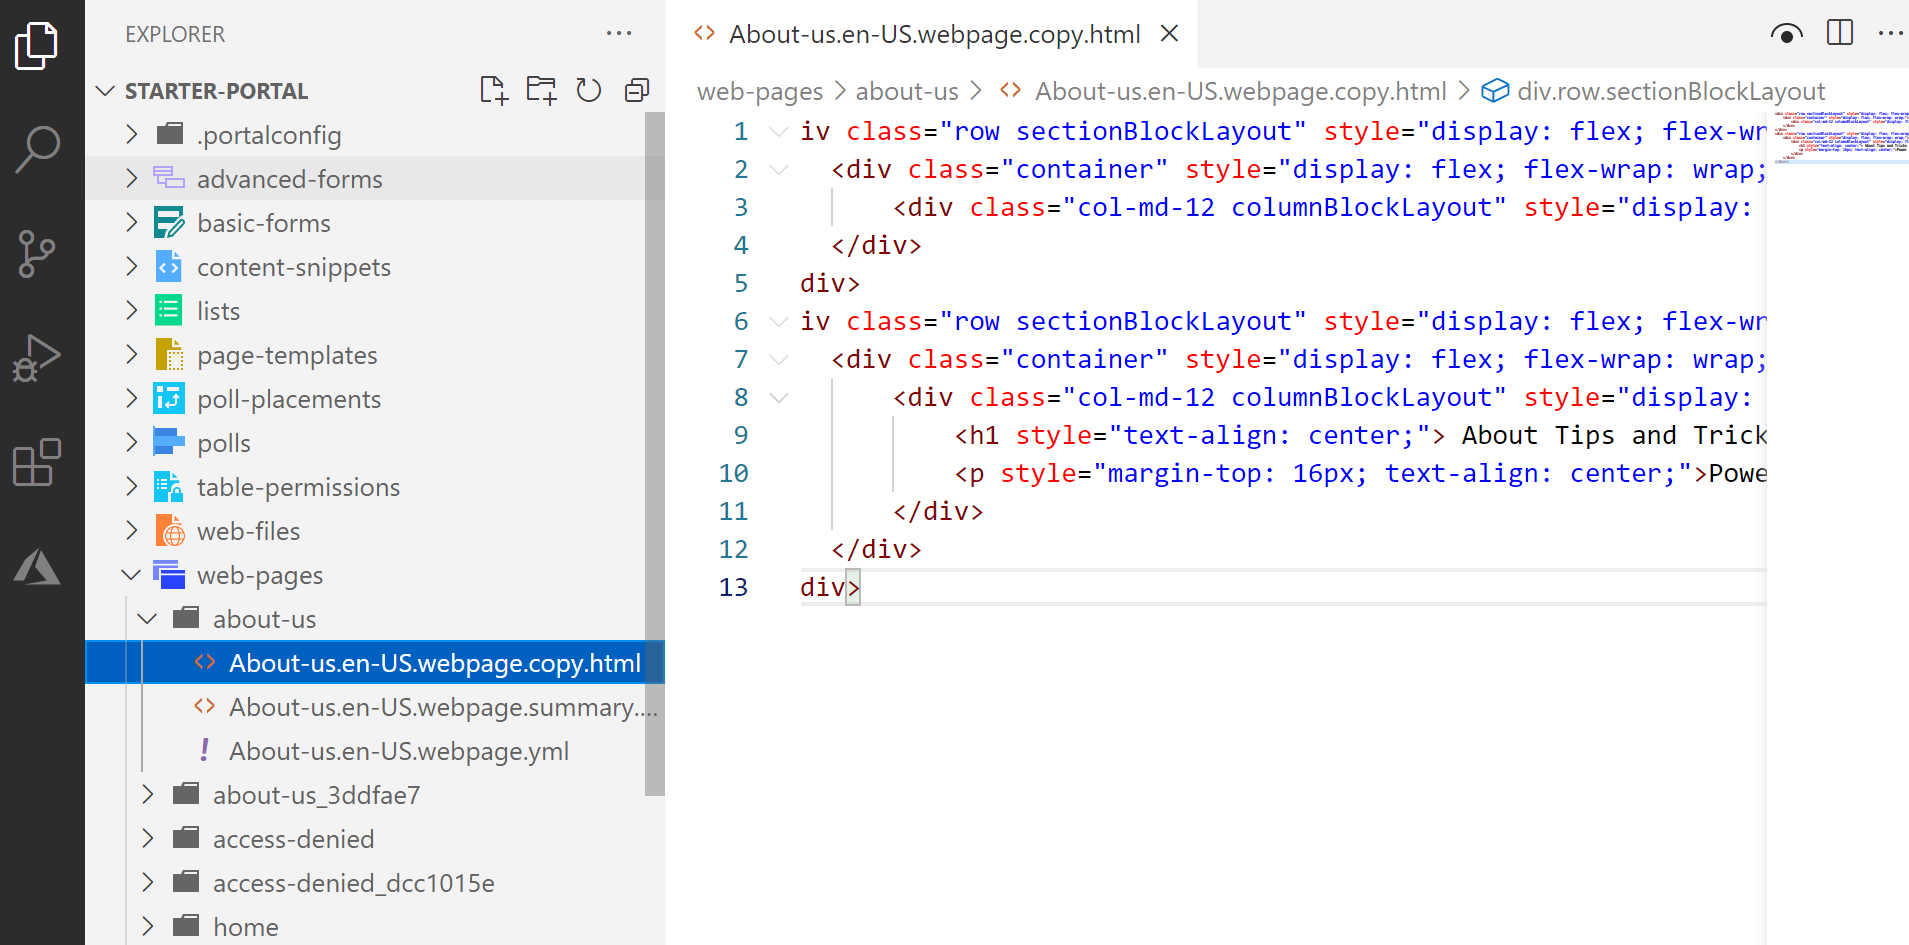 EXPLORER
STARTER-PORTAL
.portalconfig
advanced-forms
basic-forms
content-snippets
lists
page-templates
poll-placements
polls
table-permissions
web-files
web-pages
about-us
About-us.en-US.webpage.copy.html
About-us.en-US.webpage.summary....
About-us.en-US.webpage.yml
about-us_3ddfae7
access-denied
access-denied_dcc1015e
home
About-us.en-US.webpage.copy.html
web-pages > about-us > About-us.en-US.webpage.copy.html > div.row.sectionBlockLayout
1 iv class="row sectionBlockLayout" style="display: flex; flex-wr
2 <div class="container" style="display: flex; flex-wrap: wrap;
3 <div class="col-md-12 columnBlockLayout" style="display:
4 </div>
5 div>
6 iv class="row sectionBlockLayout" style="display: flex; flex-wr
7 <div class="container" style="display: flex; flex-wrap: wrap;
8 <div class="col-md-12 columnBlockLayout" style="display:
9 <h1 style="text-align: center;"> About Tips and Trick
10 <p style="margin-top: 16px; text-align: center;">Powe
11 </div>
12 </div>
13 div>